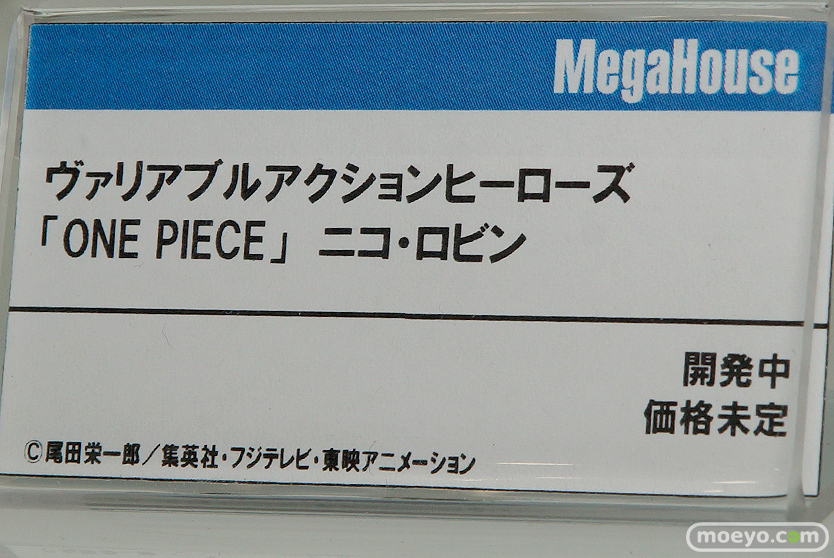 MegaHouse
ヴァリアブルアクションヒーローズ
「ONE PIECE」 ニコ・ロビン
開発中
価格未定
©尾田栄一郎／集英社・フジテレビ・東映アニメーション
moeyo.com